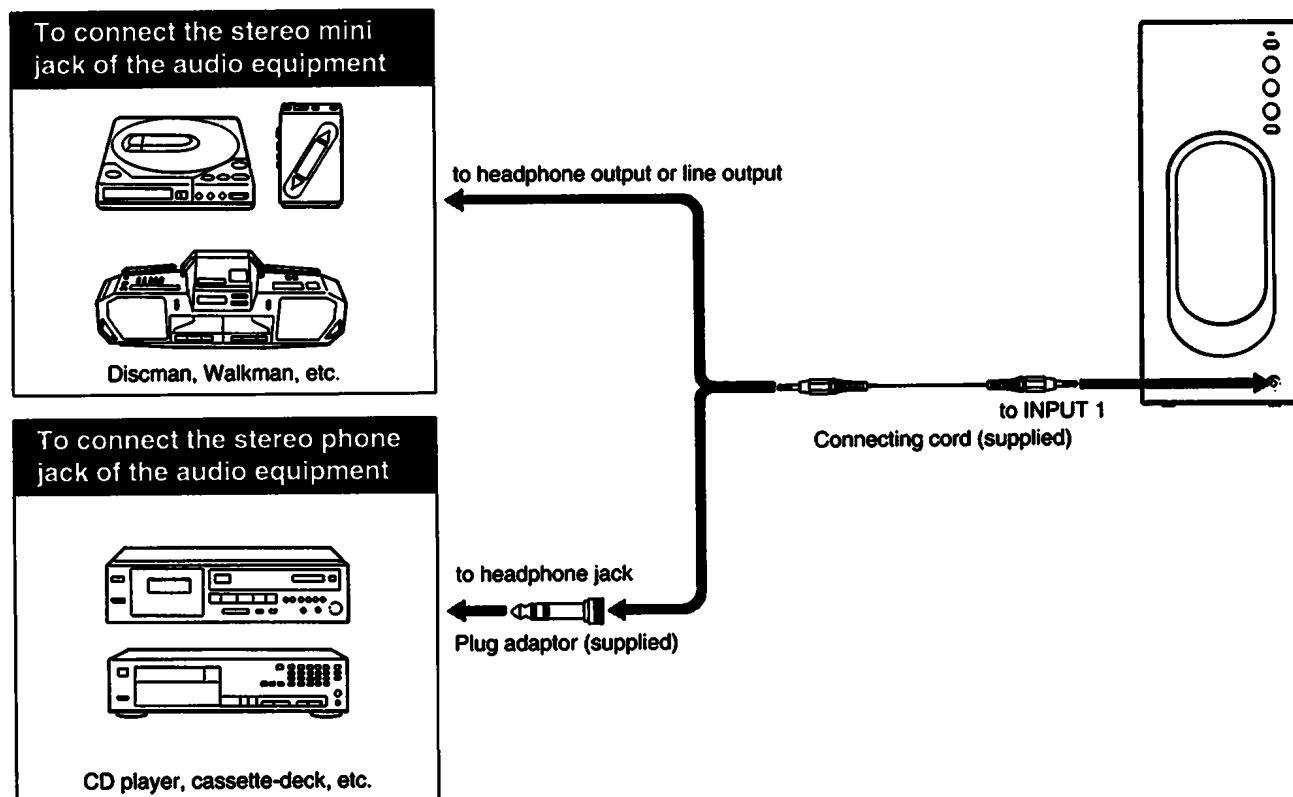 To connect the stereo mini
jack of the audio equipment
to headphone output or line output
Discman, Walkman, etc.
to INPUT 1
Connecting cord (supplied)
To connect the stereo phone
jack of the audio equipment
to headphone jack
Plug adaptor (supplied)
CD player, cassette-deck, etc.